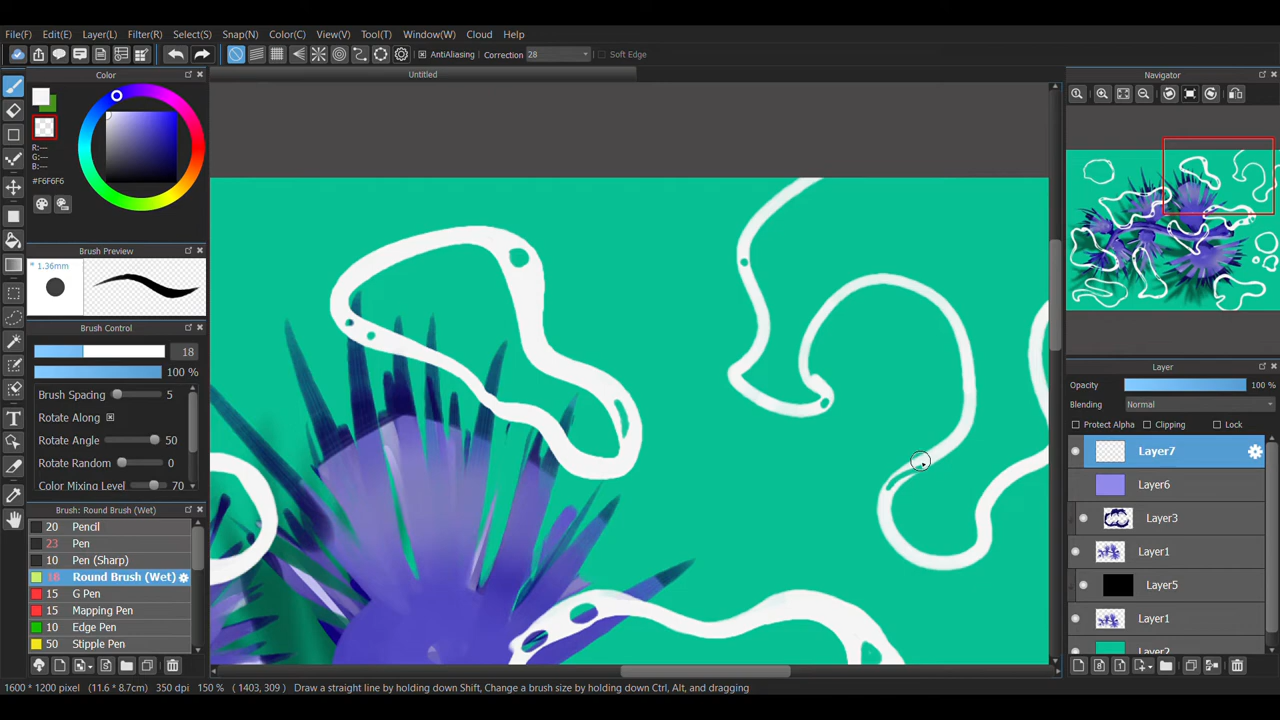 File(F) Edit(E) Layer(L) Filter(R) Select(S) Snap(N) Color(C) View(V) Tool(T) Window(W) Cloud Help
AntiAliasing Correction 28 Soft Edge
Color
Untitled
Navigator
R:---
G:---
B:---
#F6F6F6
Brush Preview
* 1.36mm
Brush Control
18
100 %
Brush Spacing 5
Rotate Along
Rotate Angle 50
Rotate Random 0
Color Mixing Level 70
Brush: Round Brush (Wet)
20 Pencil
23 Pen
10 Pen (Sharp)
18 Round Brush (Wet)
15 G Pen
15 Mapping Pen
10 Edge Pen
50 Stipple Pen
Layer
Opacity 100 %
Blending Normal
Protect Alpha Clipping Lock
Layer7
Layer6
Layer3
Layer1
Layer5
Layer1
Layer2
1600 * 1200 pixel (11.6 * 8.7cm) 350 dpi 150 % ( 1403, 309 ) Draw a straight line by holding down Shift, Change a brush size by holding down Ctrl, Alt, and dragging